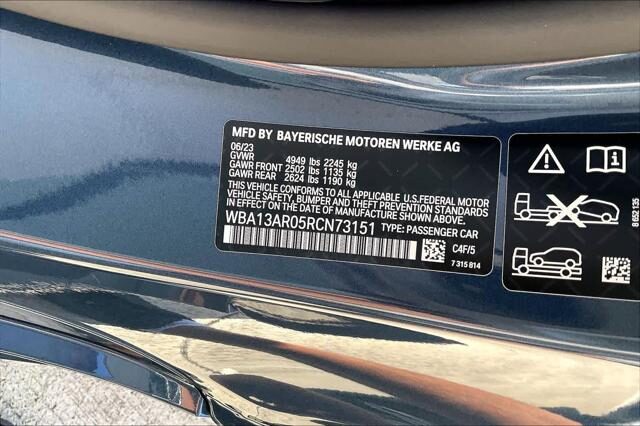 MFD BY BAYERISCHE MOTOREN WERKE AG
06/23
GVWR 4949 lbs 2245 kg
GAWR FRONT 2502 lbs 1135 kg
GAWR REAR 2624 lbs 1190 kg
THIS VEHICLE CONFORMS TO ALL APPLICABLE U.S.FEDERAL MOTOR
VEHICLE SAFETY, BUMPER AND THEFT PREVENTION STANDARDS
IN EFFECT ON THE DATE OF MANUFACTURE SHOWN ABOVE.
WBA13AR05RCN73151 TYPE: PASSENGER CAR
C4F/5
7 315 814
8 652 135